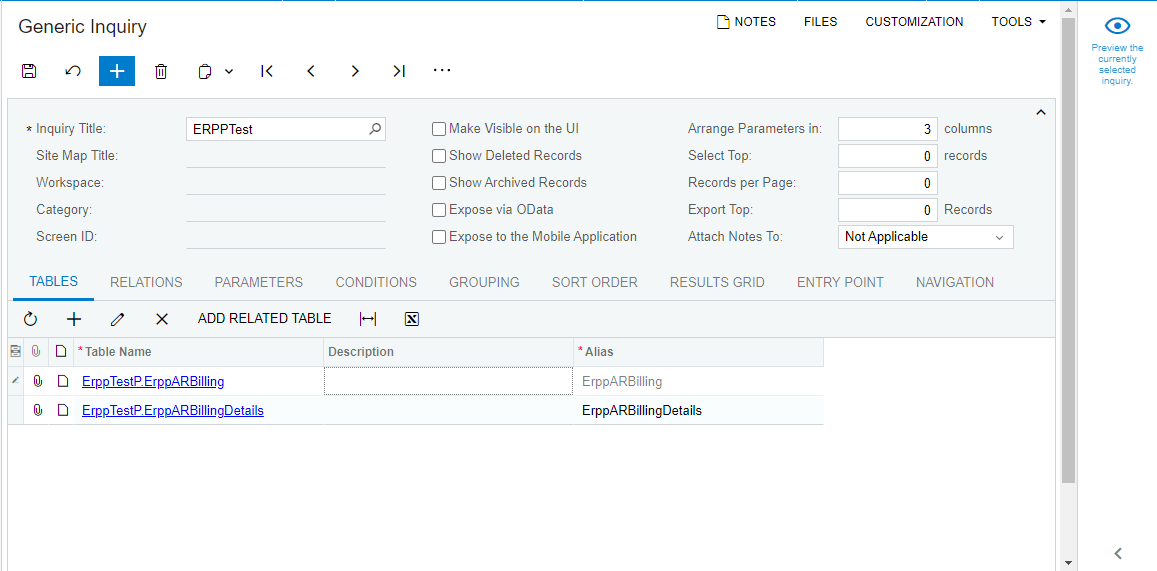 Generic Inquiry
NOTES FILES CUSTOMIZATION TOOLS
Preview the
currently
selected
inquiry.
* Inquiry Title: ERPPTest
Make Visible on the UI
Arrange Parameters in: 3 columns
Site Map Title:
Show Deleted Records
Select Top: 0 records
Workspace:
Show Archived Records
Records per Page: 0
Category:
Expose via OData
Export Top: 0 Records
Screen ID:
Expose to the Mobile Application
Attach Notes To: Not Applicable
TABLES RELATIONS PARAMETERS CONDITIONS GROUPING SORT ORDER RESULTS GRID ENTRY POINT NAVIGATION
ADD RELATED TABLE
* Table Name Description * Alias
ErppTestP.ErppARBilling ErppARBilling
ErppTestP.ErppARBillingDetails ErppARBillingDetails